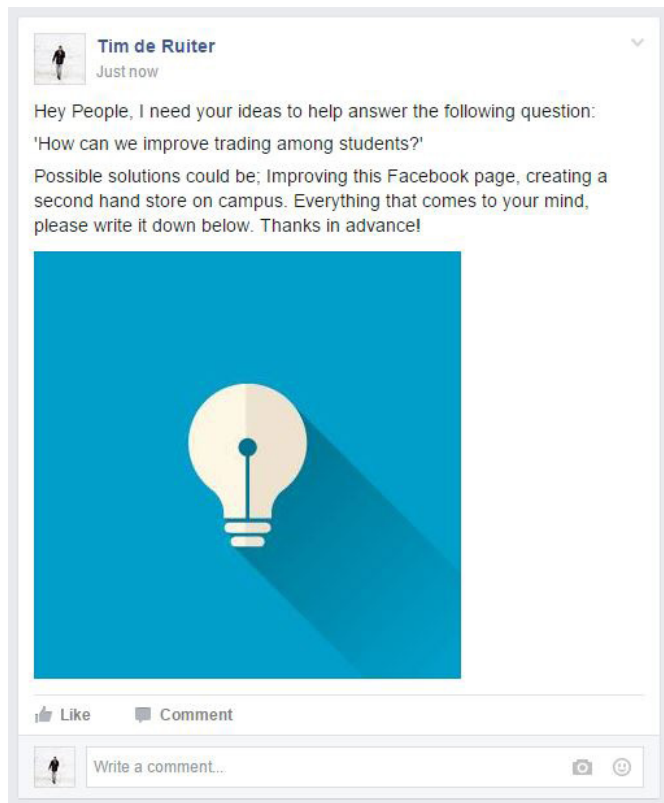 Tim de Ruiter
Just now
Hey People, I need your ideas to help answer the following question:
'How can we improve trading among students?'
Possible solutions could be; Improving this Facebook page, creating a
second hand store on campus. Everything that comes to your mind,
please write it down below. Thanks in advance!
Like Comment
Write a comment...